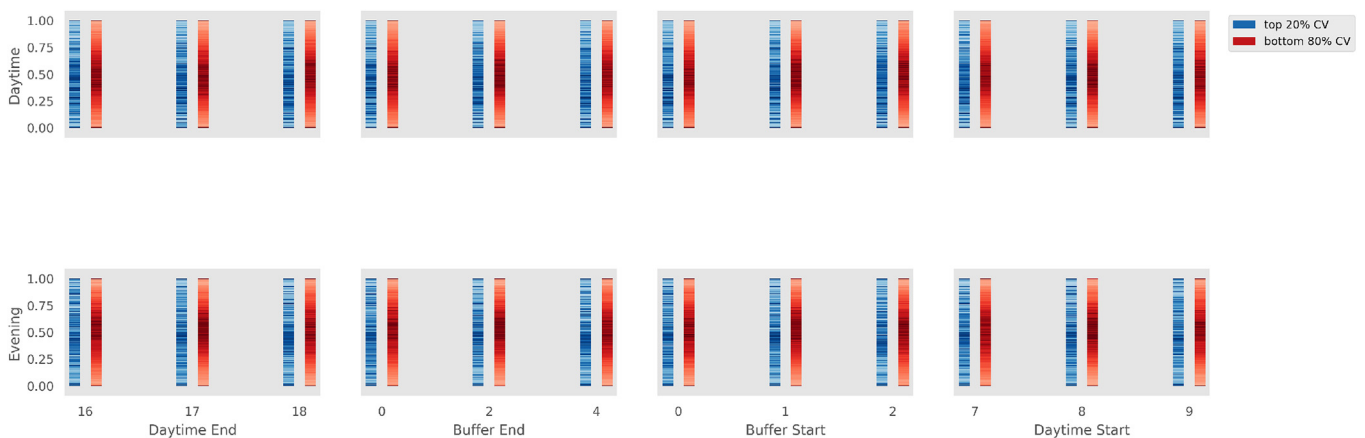 top 20% CV
bottom 80% CV
Daytime
1.00
0.75
0.50
0.25
0.00
Evening
1.00
0.75
0.50
0.25
0.00
16 17 18
Daytime End
0 2 4
Buffer End
0 1 2
Buffer Start
7 8 9
Daytime Start